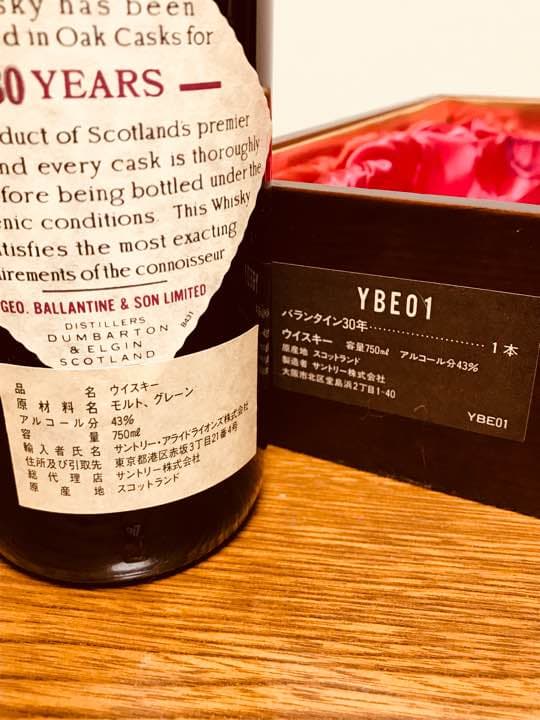 sky has been
d in Oak Casks for
30 YEARS —
oduct of Scotland's premier
nd every cask is thoroughly
fore being bottled under the
enic conditions. This Whisky
tisfies the most exacting
irements of the connoisseur
GEO. BALLANTINE & SON LIMITED
DISTILLERS
DUMBARTON
& ELGIN
SCOTLAND
B431
品名 ウイスキー
原材料名 モルト、グレーン
アルコール分 43%
容量 750㎖
輸入者氏名 サントリー・アライドライオンズ株式会社
住所及び引取先 東京都港区赤坂3丁目21番4号
総代理店 サントリー株式会社
原産地 スコットランド
YBE01
バランタイン30年……………………1本
ウイスキー 容量750㎖ アルコール分43%
原産地 スコットランド
製造者 サントリー株式会社
大阪市北区堂島浜2丁目1-40
YBE01